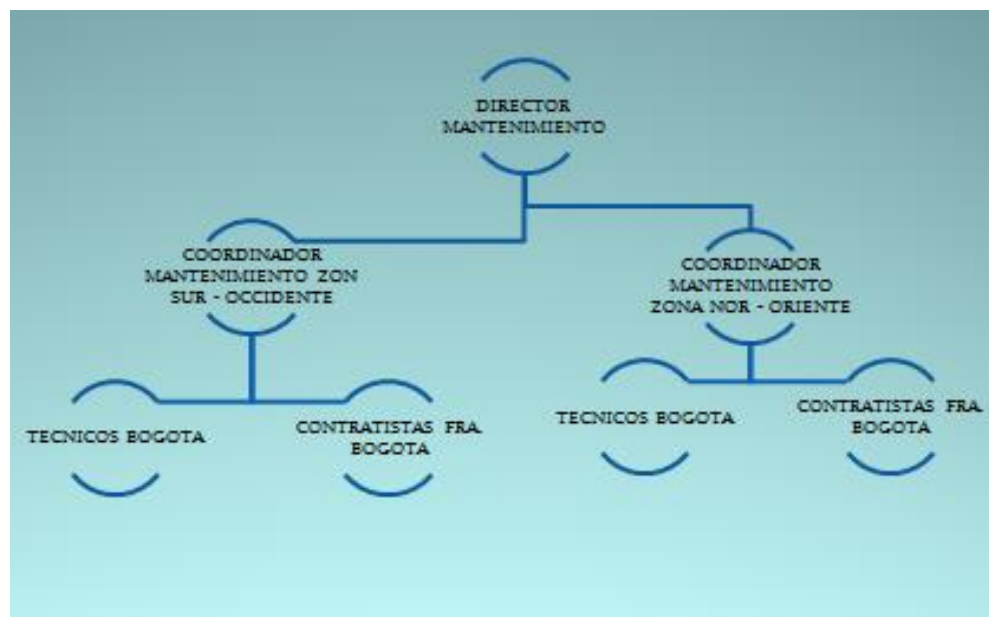 DIRECTOR
MANTENIMIENTO
COORDINADOR
MANTENIMIENTO ZON
SUR - OCCIDENTE
COORDINADOR
MANTENIMIENTO
ZONA NOR - ORIENTE
TECNICOS BOGOTA
CONTRATISTAS FRA.
BOGOTA
TECNICOS BOGOTA
CONTRATISTAS FRA.
BOGOTA